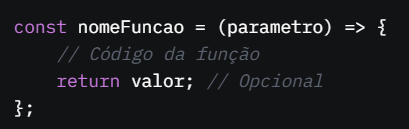 const nomeFuncao = (parametro) => {
// Código da função
return valor; // Opcional
};